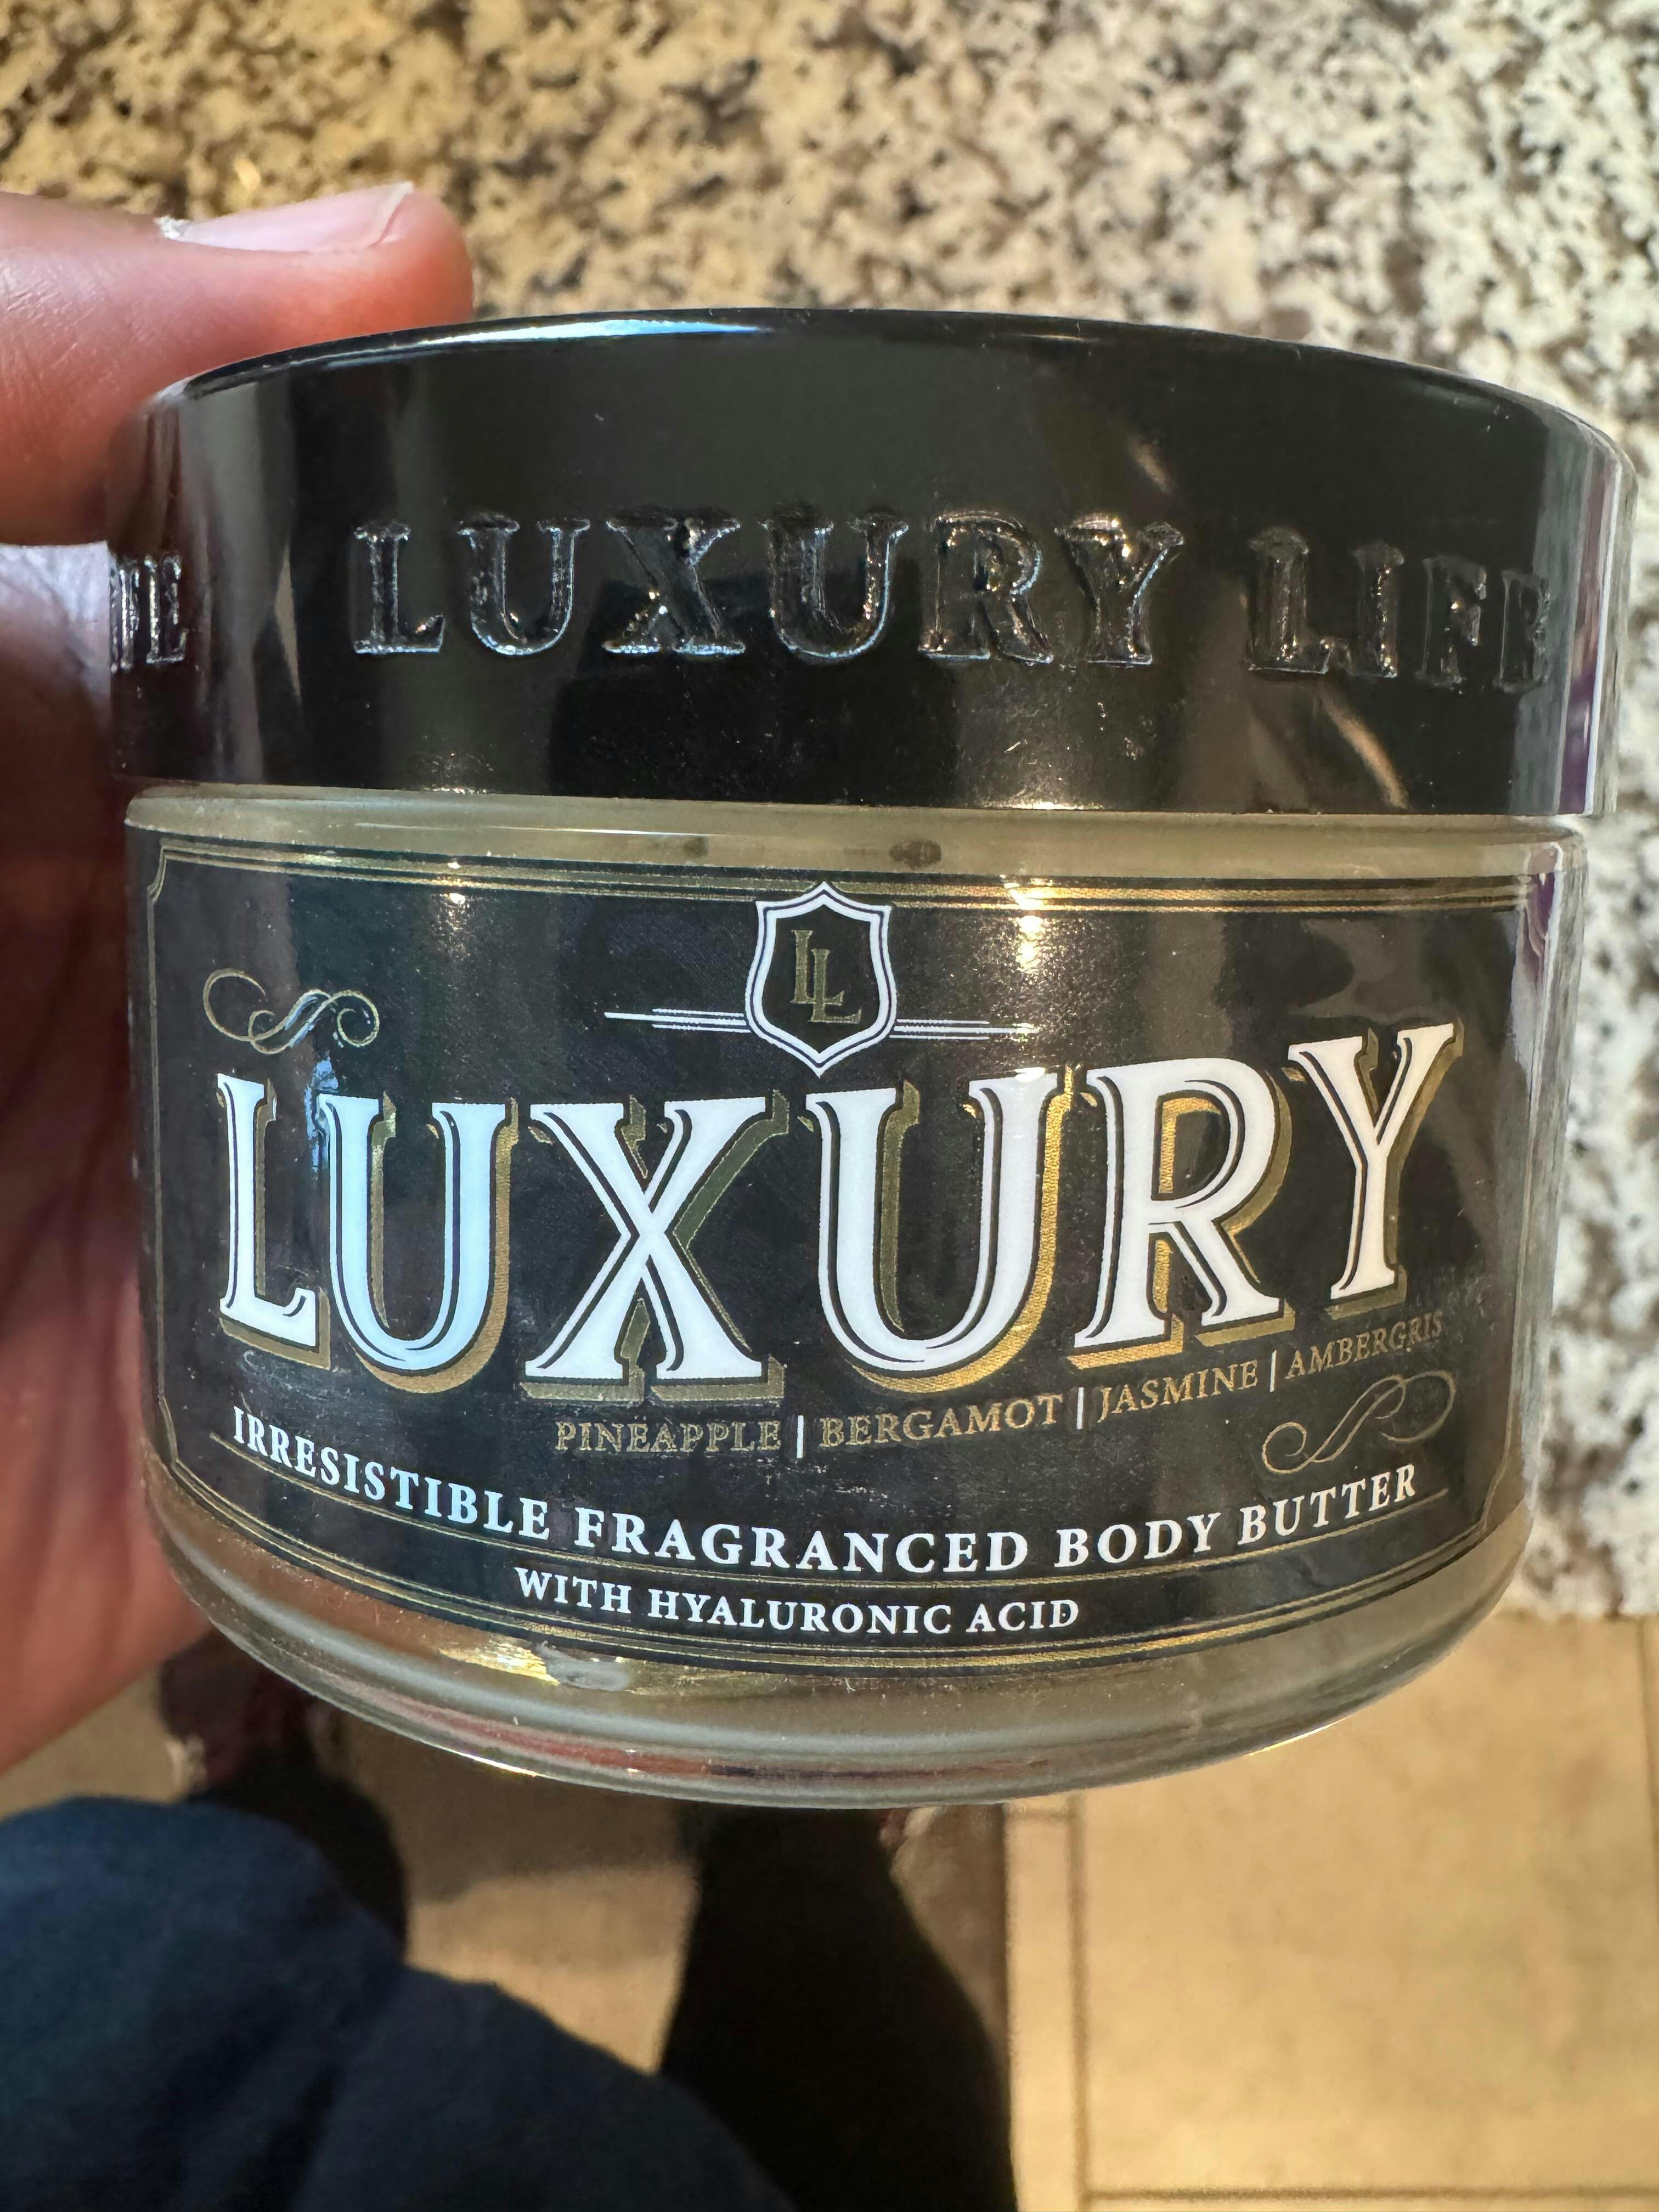 LUXURY LIFE
LL
LUXURY
PINEAPPLE | BERGAMOT | JASMINE | AMBERGRIS
IRRESISTIBLE FRAGRANCED BODY BUTTER
WITH HYALURONIC ACID